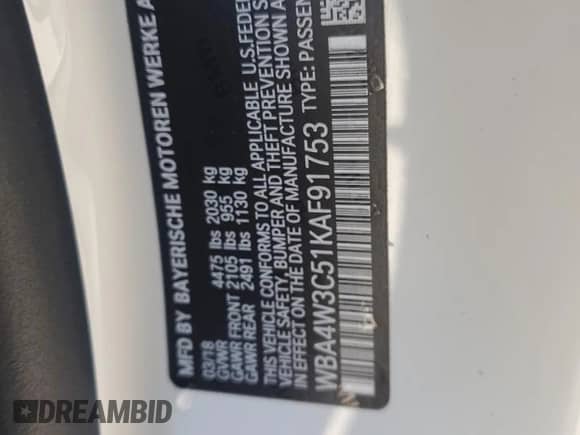 MFD BY BAYERISCHE MOTOREN WERKE A
03/18
GVWR 4475 lbs 2030 kg
GAWR FRONT 2105 lbs 955 kg
GAWR REAR 2491 lbs 1130 kg
THIS VEHICLE CONFORMS TO ALL APPLICABLE U.S. FEDE
VEHICLE SAFETY, BUMPER AND THEFT PREVENTION S
IN EFFECT ON THE DATE OF MANUFACTURE SHOWN A
WBA4W3C51KAF91753 TYPE: PASSEN
DREAMBID